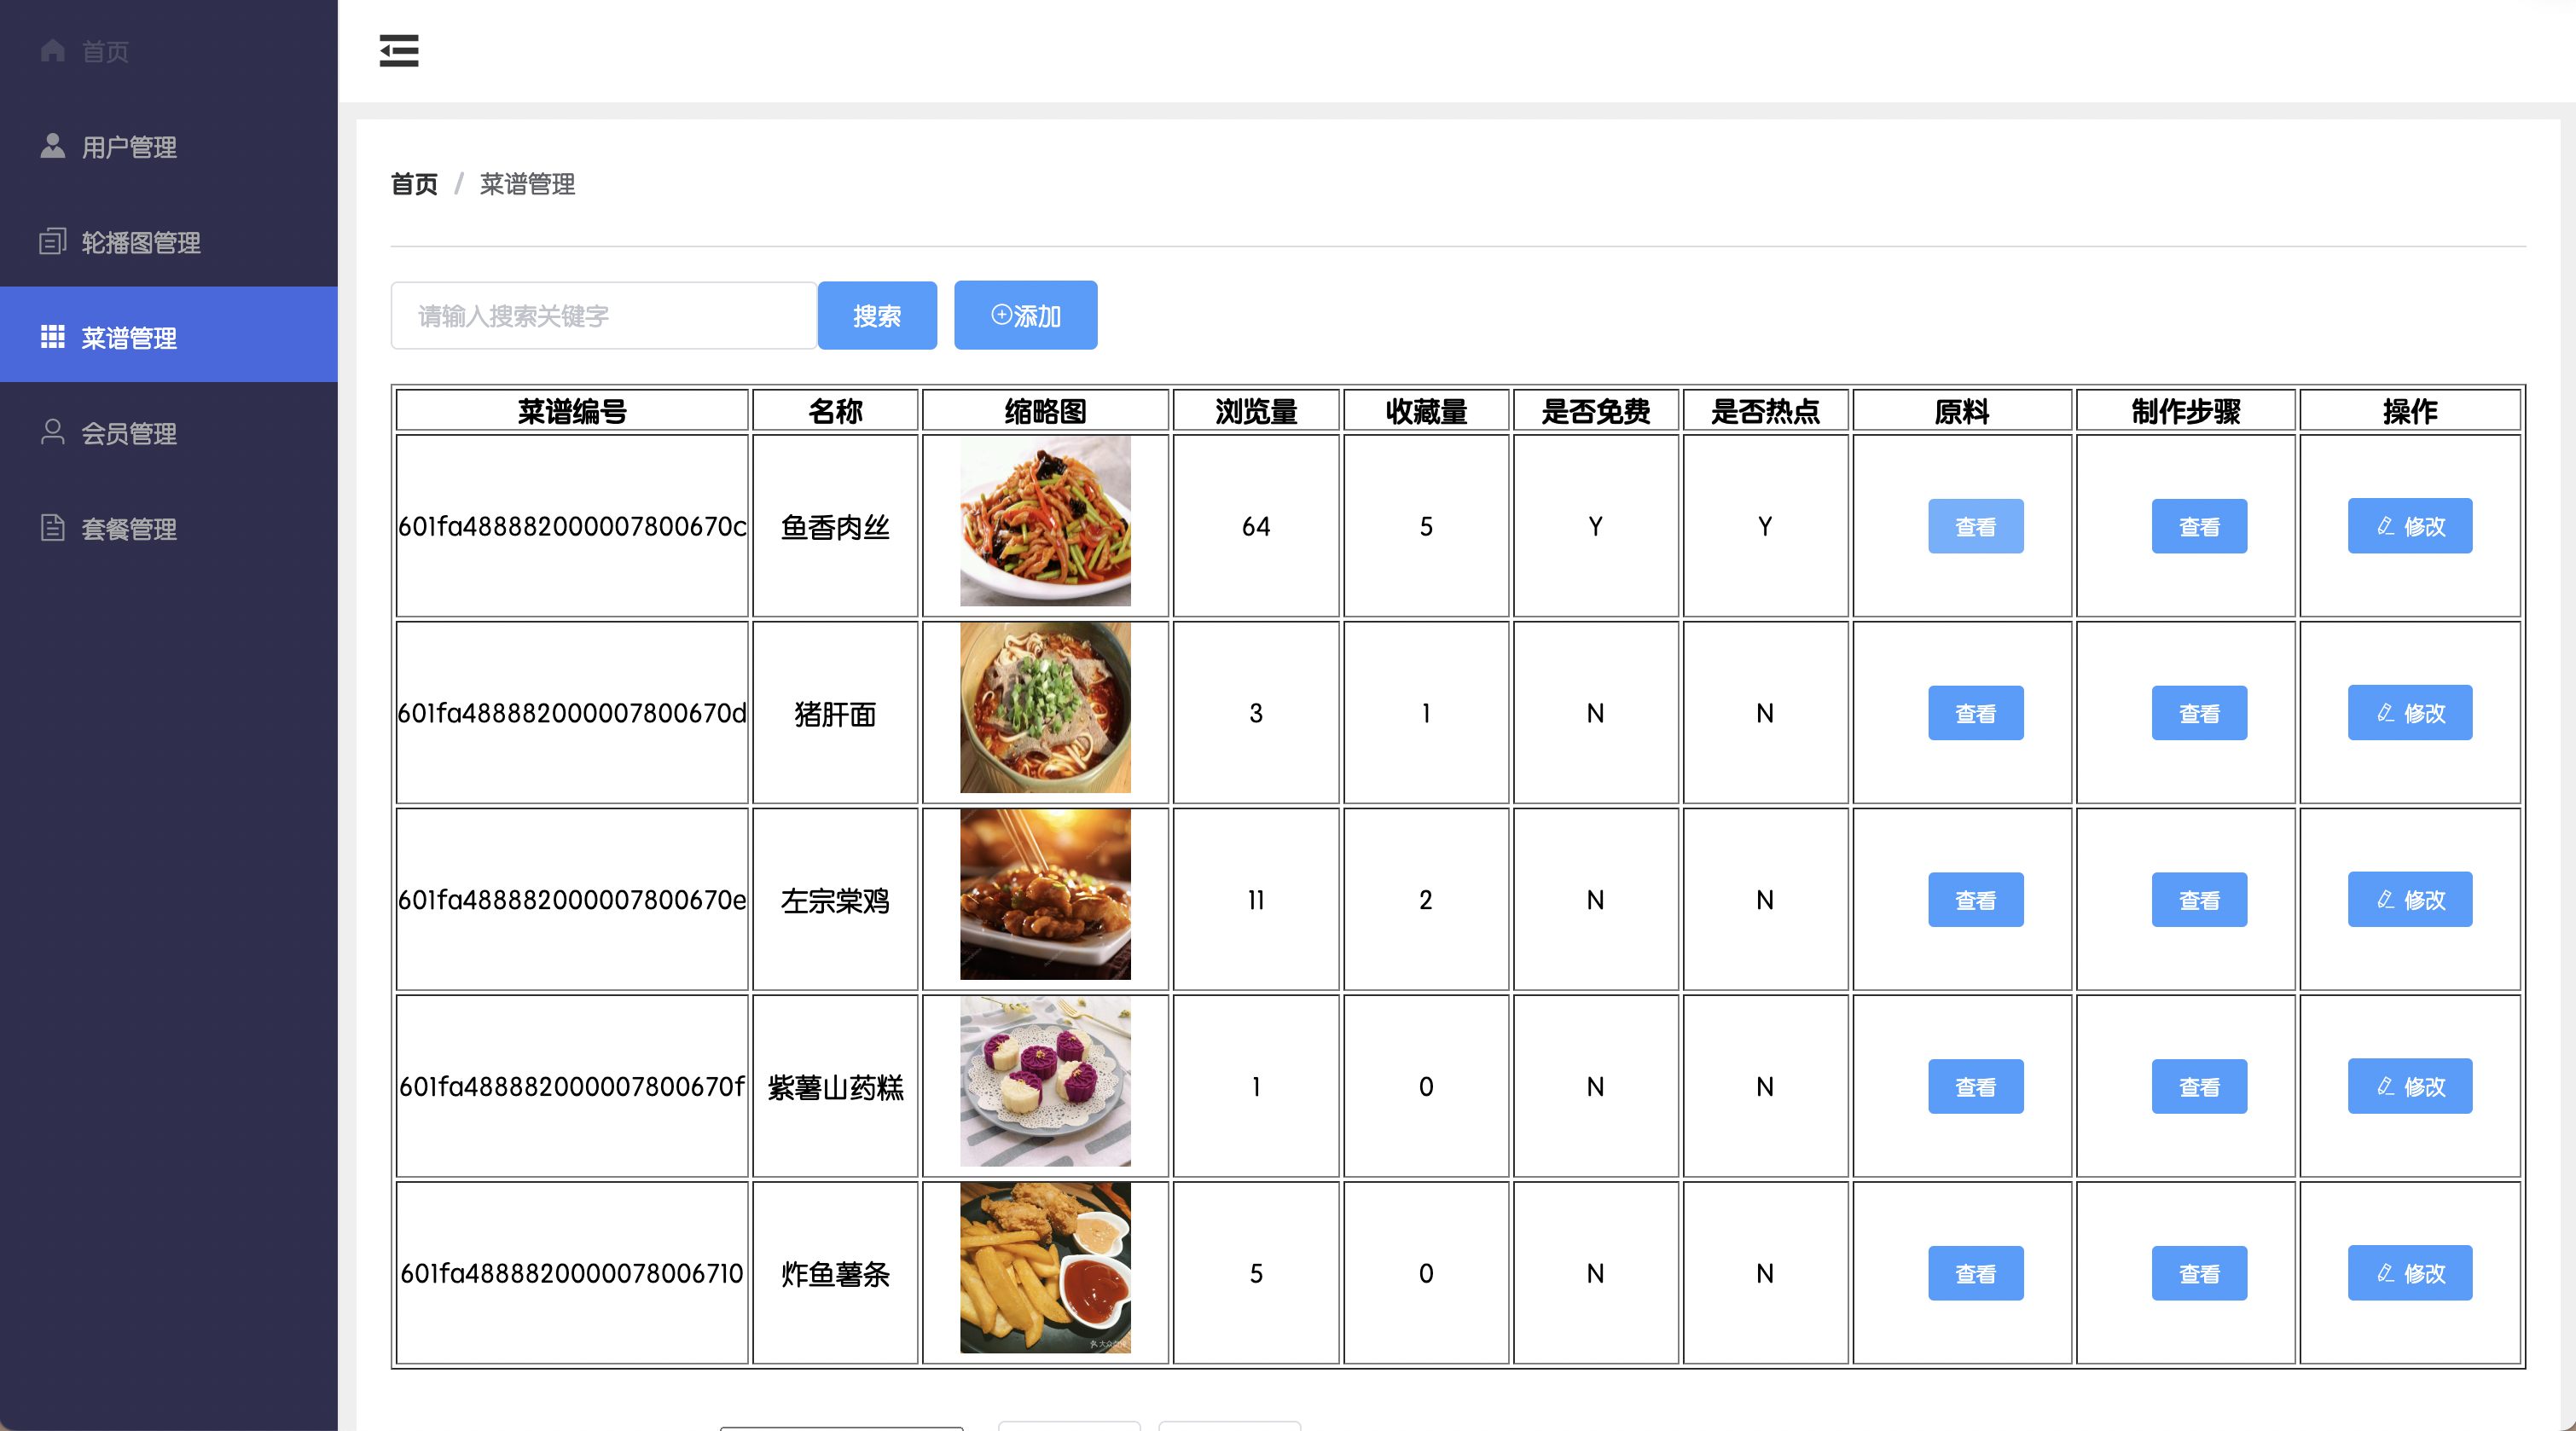 首页
用户管理
轮播图管理
菜谱管理
会员管理
套餐管理
首页 / 菜谱管理
请输入搜索关键字 搜索 添加
菜谱编号 名称 缩略图 浏览量 收藏量 是否免费 是否热点 原料 制作步骤 操作
601fa488882000007800670c 鱼香肉丝 64 5 Y Y 查看 查看 修改
601fa488882000007800670d 猪肝面 3 1 N N 查看 查看 修改
601fa488882000007800670e 左宗棠鸡 11 2 N N 查看 查看 修改
601fa488882000007800670f 紫薯山药糕 1 0 N N 查看 查看 修改
601fa4888820000078006710 炸鱼薯条 5 0 N N 查看 查看 修改